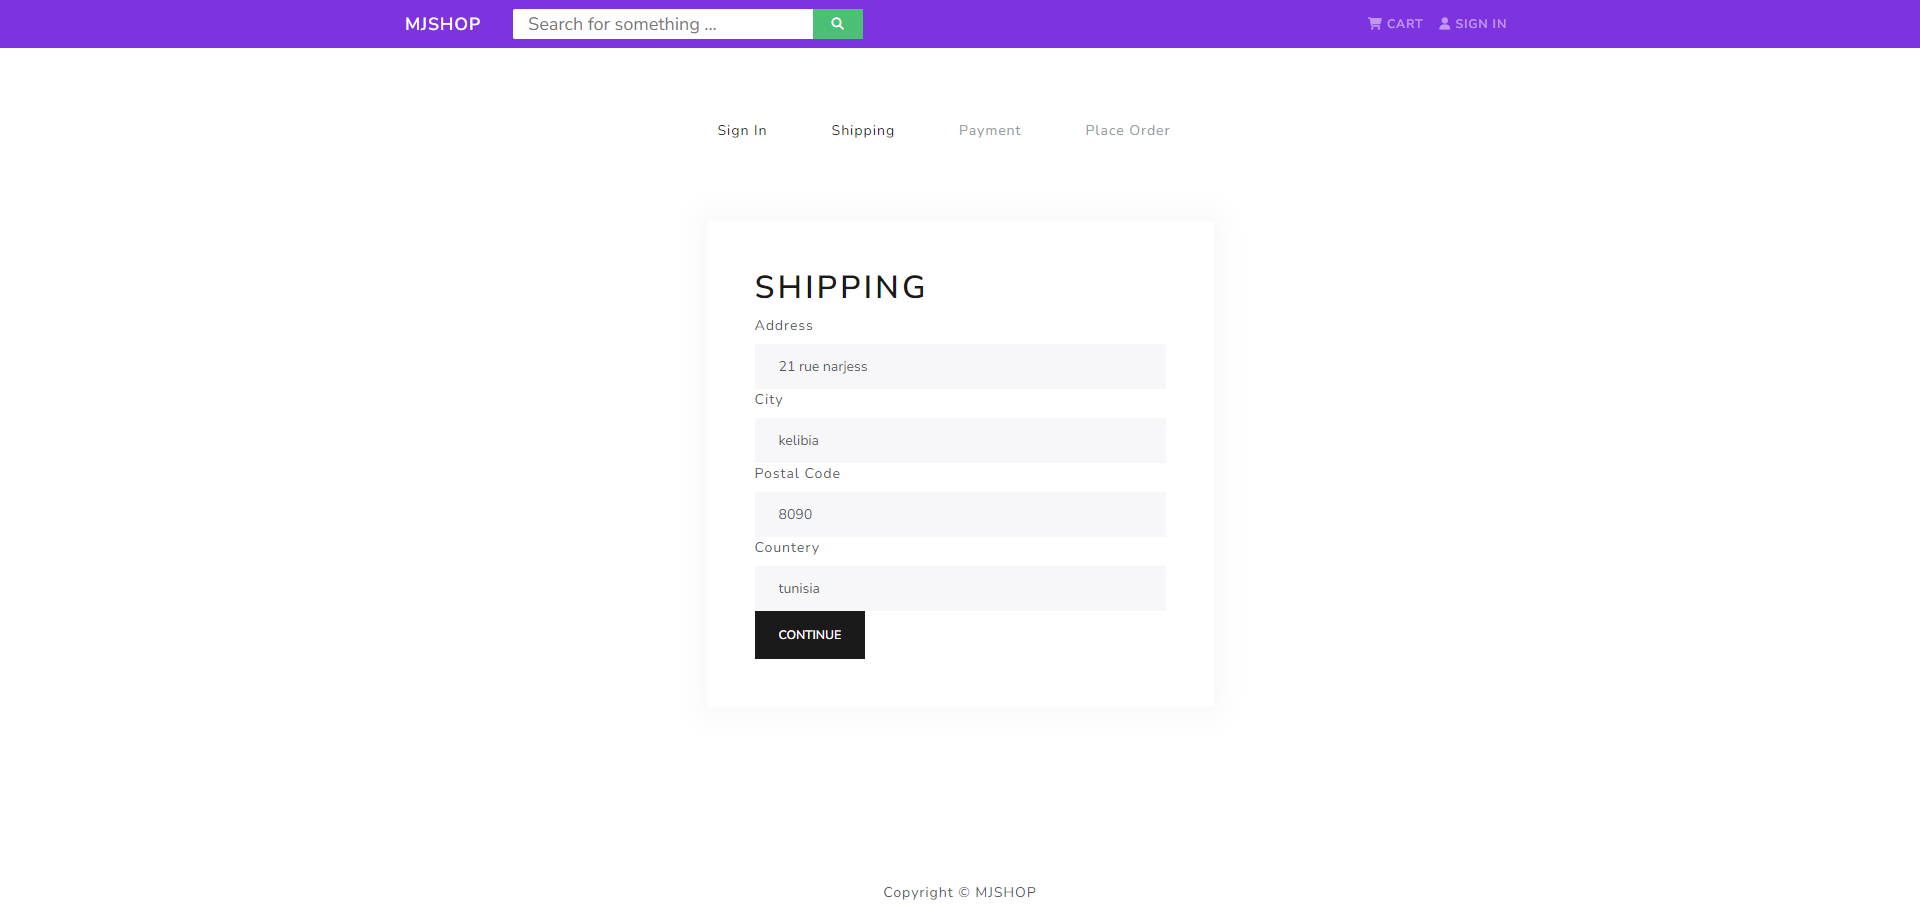 MJSHOP Search for something ... CART SIGN IN
Sign In Shipping Payment Place Order
SHIPPING
Address
21 rue narjess
City
kelibia
Postal Code
8090
Countery
tunisia
CONTINUE
Copyright © MJSHOP